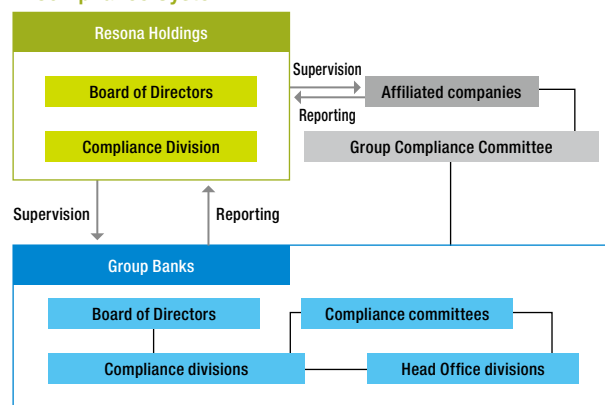 Resona Holdings
Board of Directors
Compliance Division
Supervision
Reporting
Affiliated companies
Group Compliance Committee
Supervision
Reporting
Group Banks
Board of Directors
Compliance committees
Compliance divisions
Head Office divisions